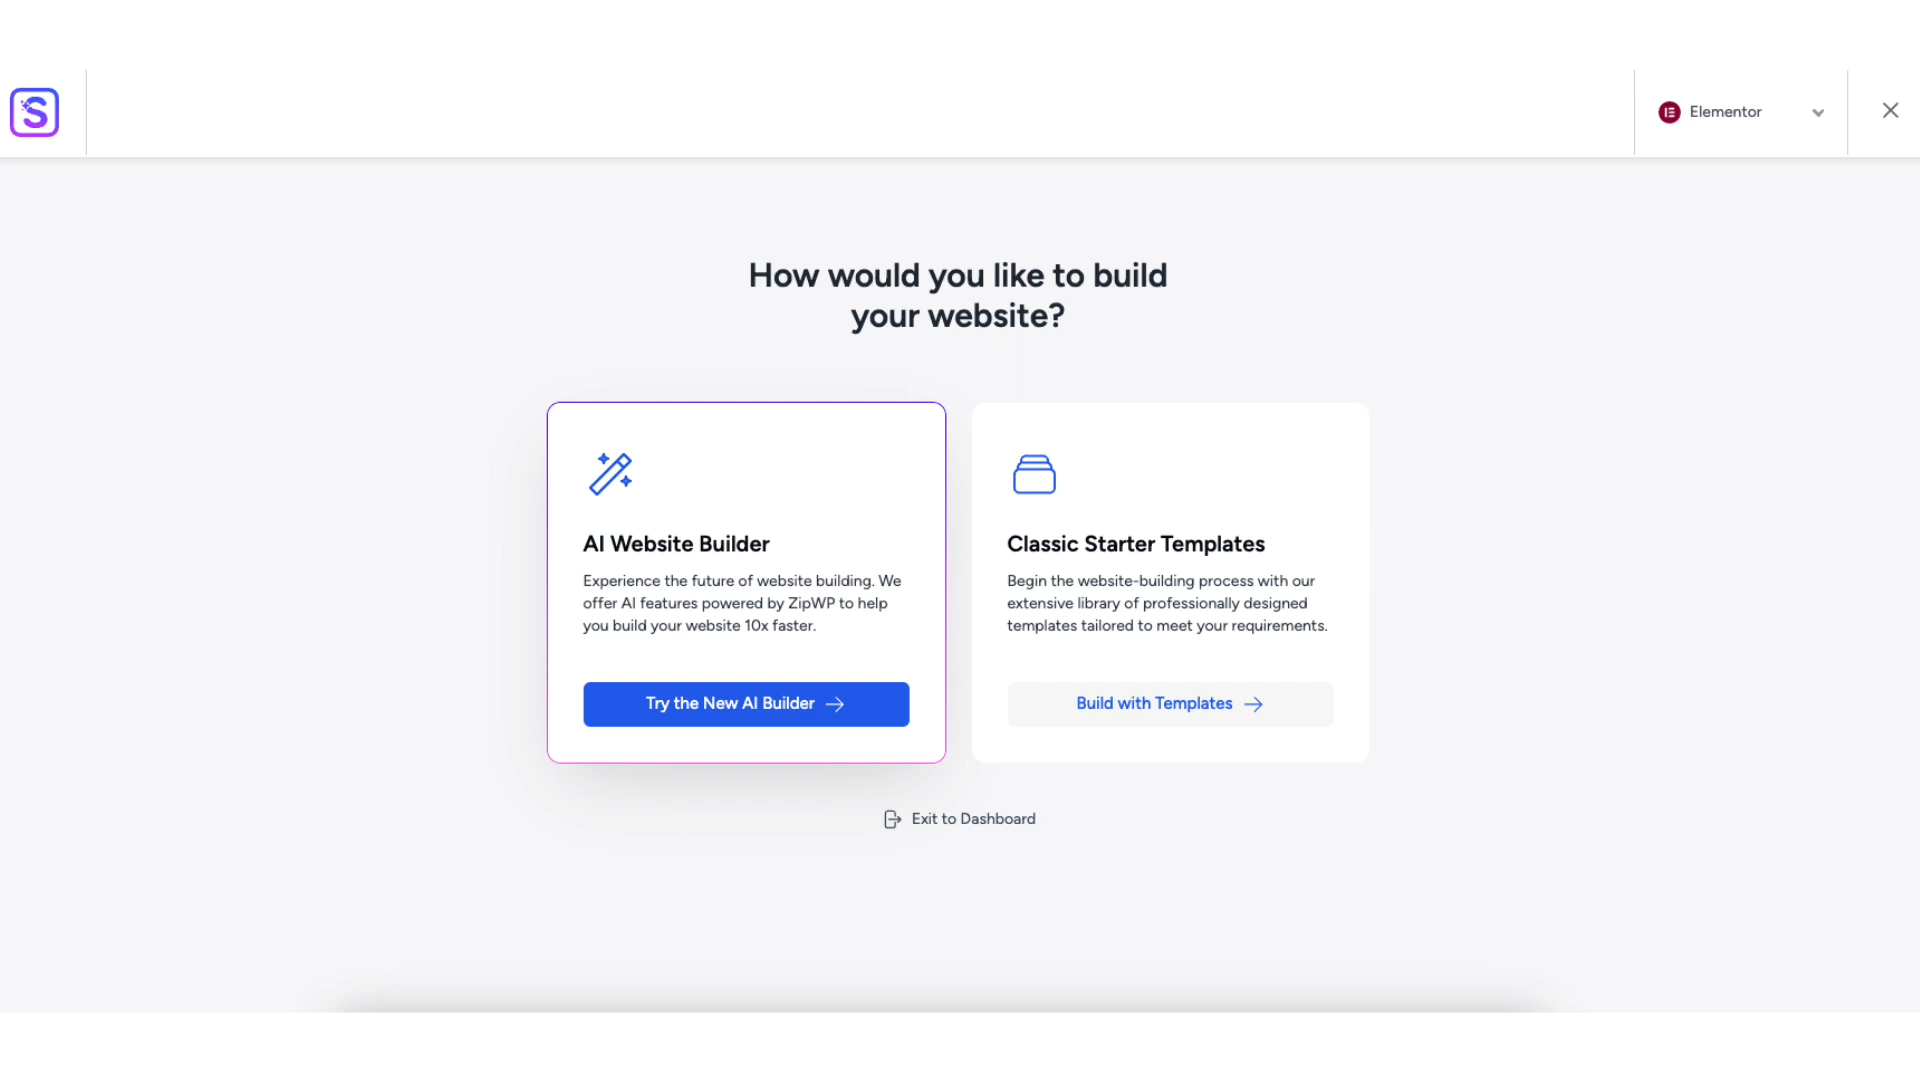 S
Elementor
How would you like to build
your website?
AI Website Builder
Experience the future of website building. We
offer AI features powered by ZipWP to help
you build your website 10x faster.
Try the New AI Builder
Classic Starter Templates
Begin the website-building process with our
extensive library of professionally designed
templates tailored to meet your requirements.
Build with Templates
Exit to Dashboard